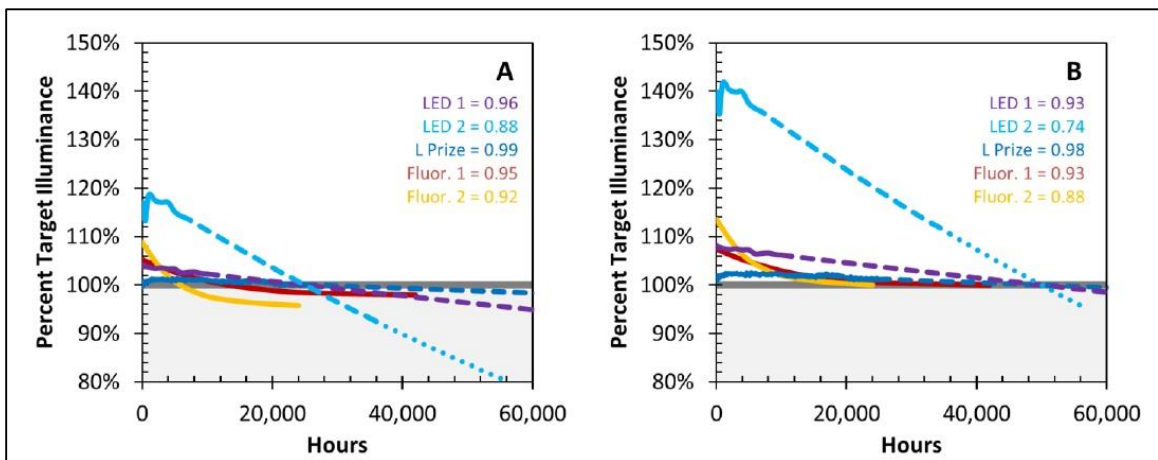 150%
140%
130%
120%
110%
100%
90%
80%
Percent Target Illuminance
A
LED 1 = 0.96
LED 2 = 0.88
L Prize = 0.99
Fluor. 1 = 0.95
Fluor. 2 = 0.92
0
20,000
40,000
60,000
Hours
150%
140%
130%
120%
110%
100%
90%
80%
Percent Target Illuminance
B
LED 1 = 0.93
LED 2 = 0.74
L Prize = 0.98
Fluor. 1 = 0.93
Fluor. 2 = 0.88
0
20,000
40,000
60,000
Hours